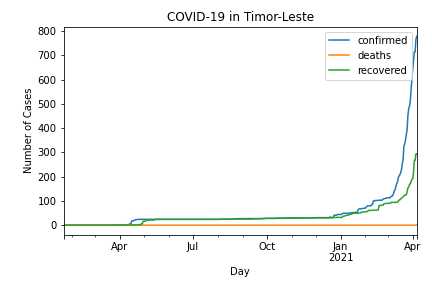 COVID-19 in Timor-Leste
confirmed
deaths
recovered
Number of Cases
800
700
600
500
400
300
200
100
0
Apr
Jul
Oct
Jan
2021
Apr
Day